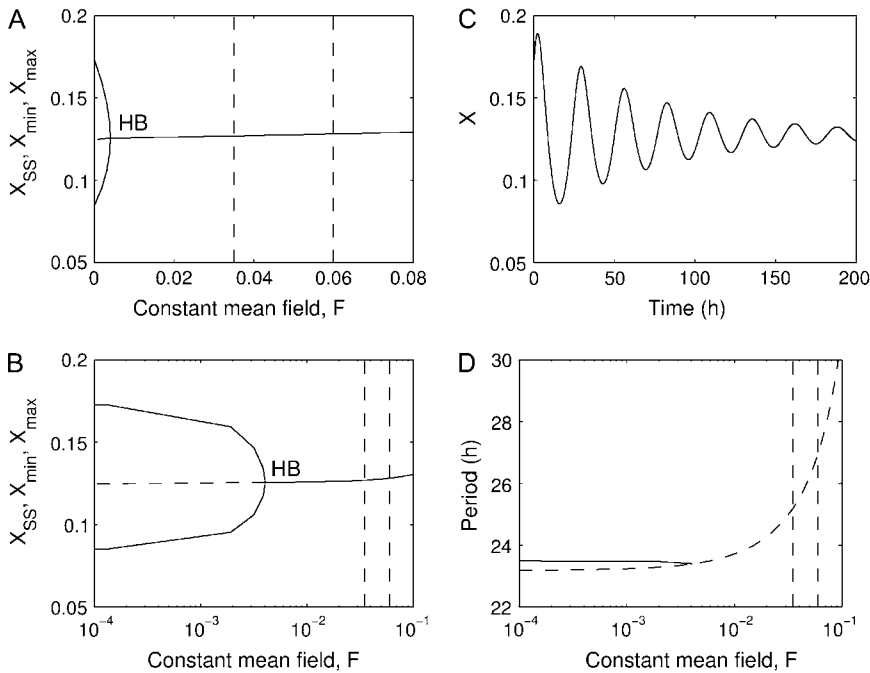 A
X_SS, X_min, X_max
0.2
0.15
0.1
0.05
HB
0
0.02
0.04
0.06
0.08
Constant mean field, F
C
X
0.2
0.15
0.1
0.05
0
50
100
150
200
Time (h)
B
X_SS, X_min, X_max
0.2
0.15
0.1
0.05
HB
10^-4
10^-3
10^-2
10^-1
Constant mean field, F
D
Period (h)
30
28
26
24
22
10^-4
10^-3
10^-2
10^-1
Constant mean field, F